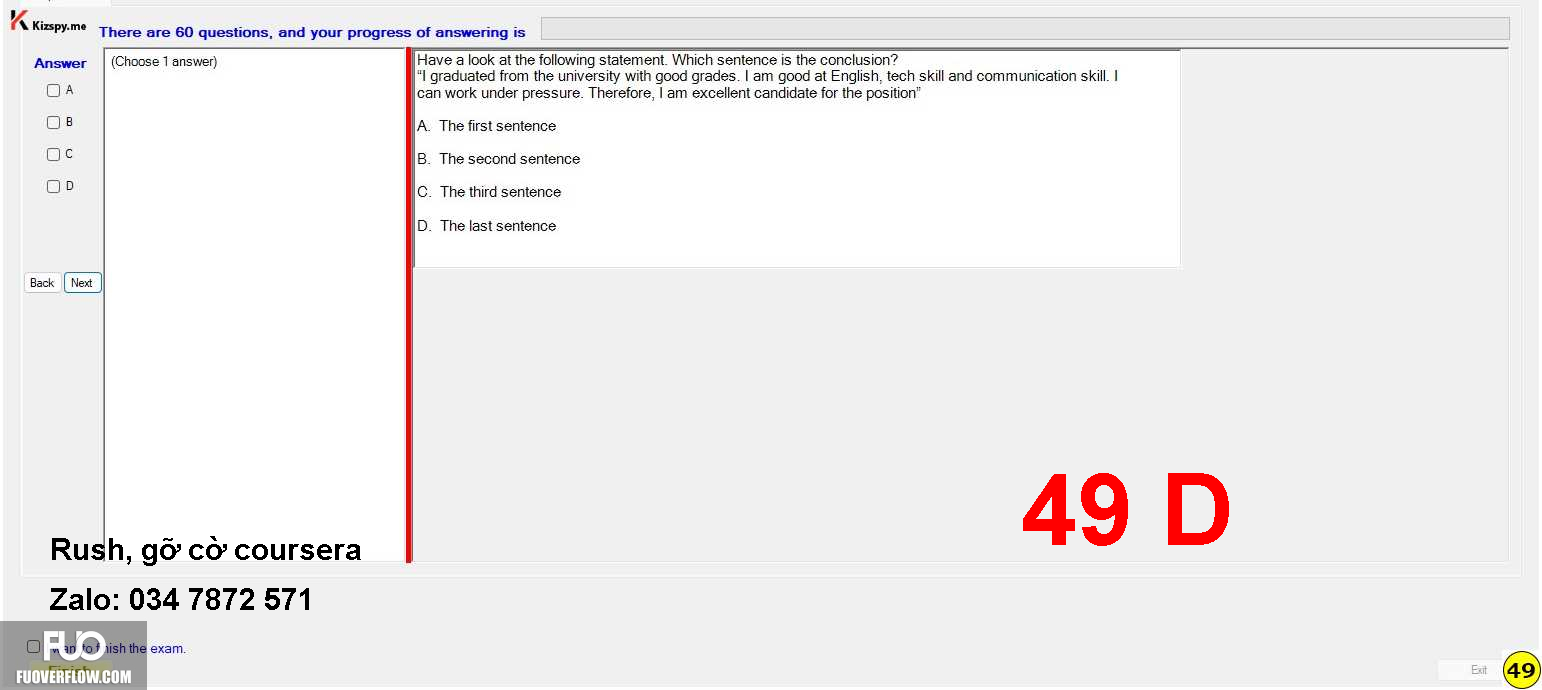 Kizspy.me
There are 60 questions, and your progress of answering is
Answer
A
B
C
D
Back Next
(Choose 1 answer)
Have a look at the following statement. Which sentence is the conclusion?
“I graduated from the university with good grades. I am good at English, tech skill and communication skill. I
can work under pressure. Therefore, I am excellent candidate for the position”
A. The first sentence
B. The second sentence
C. The third sentence
D. The last sentence
49 D
Rush, gỡ cờ coursera
Zalo: 034 7872 571
I want to finish the exam.
Finish
FUO
FUOVERFLOW.COM
Exit
49